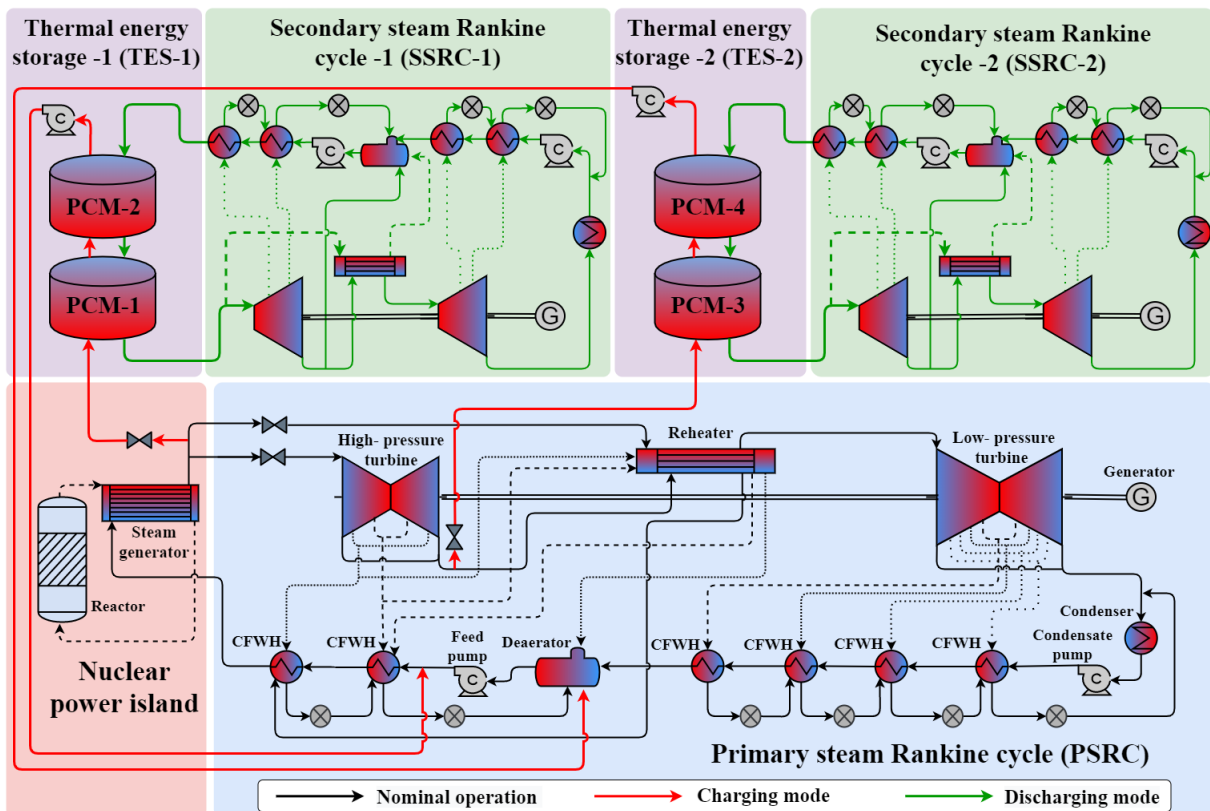 Thermal energy
storage -1 (TES-1)
Secondary steam Rankine
cycle -1 (SSRC-1)
Thermal energy
storage -2 (TES-2)
Secondary steam Rankine
cycle -2 (SSRC-2)
C
C
C
C
C
C
C
PCM-2
PCM-4
PCM-1
G
PCM-3
G
High- pressure
turbine
Reheater
Low- pressure
turbine
Generator
G
Steam
generator
Reactor
Nuclear
power island
CFWH
CFWH
Feed
pump
C
Deaerator
CFWH
CFWH
CFWH
CFWH
Condenser
Condensate
pump
C
Primary steam Rankine cycle (PSRC)
Nominal operation
Charging mode
Discharging mode